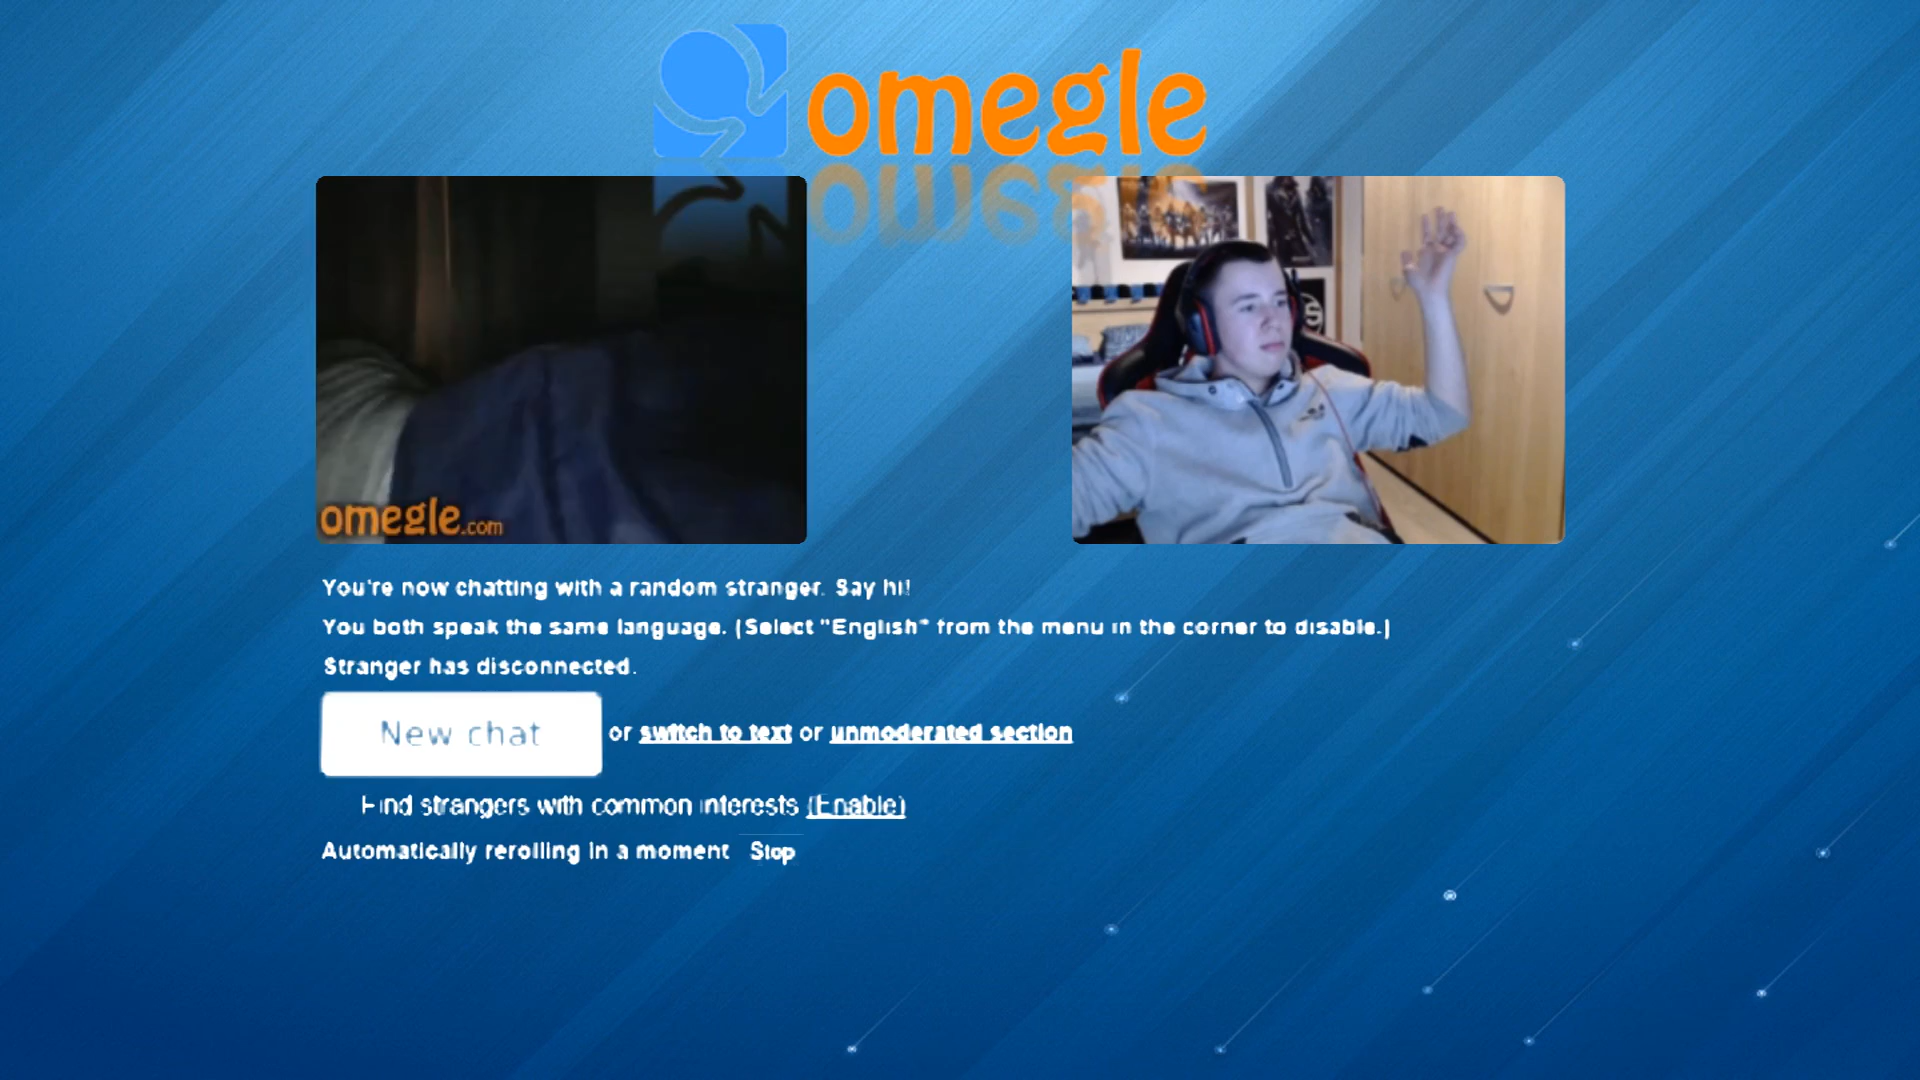 omegle
omegle.com
You're now chatting with a random stranger. Say hi!
You both speak the same language. (Select "English" from the menu in the corner to disable.)
Stranger has disconnected.
New chat or switch to text or unmoderated section
Find strangers with common interests (Enable)
Automatically rerolling in a moment Stop